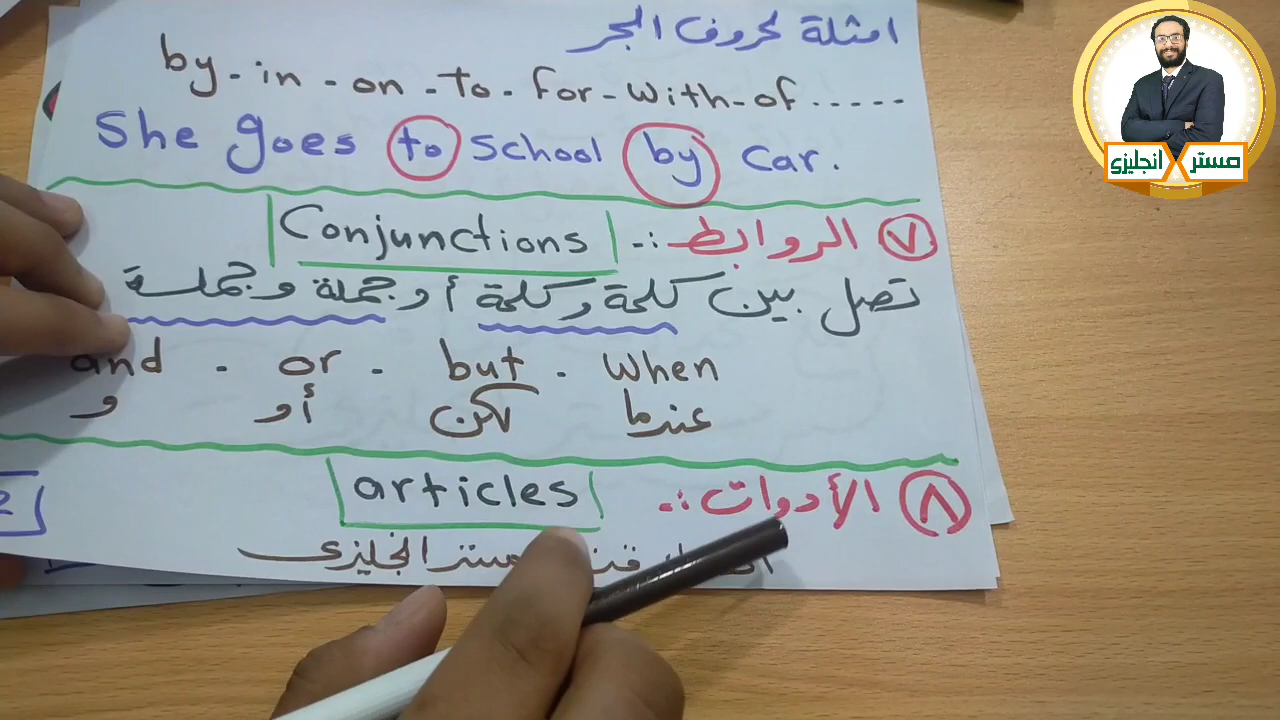 امثلة لحروف الجر
by - in - on - To - for - with - of .....
She goes to School by Car.
٧ الروابط :- Conjunctions
تصل بين كلمة وكلمة أو جملة وجملة
and - or - but - When
و أو لكن عندما
٨ الأدوات :- articles
مستر انجليزى
2
مستر X انجليزي